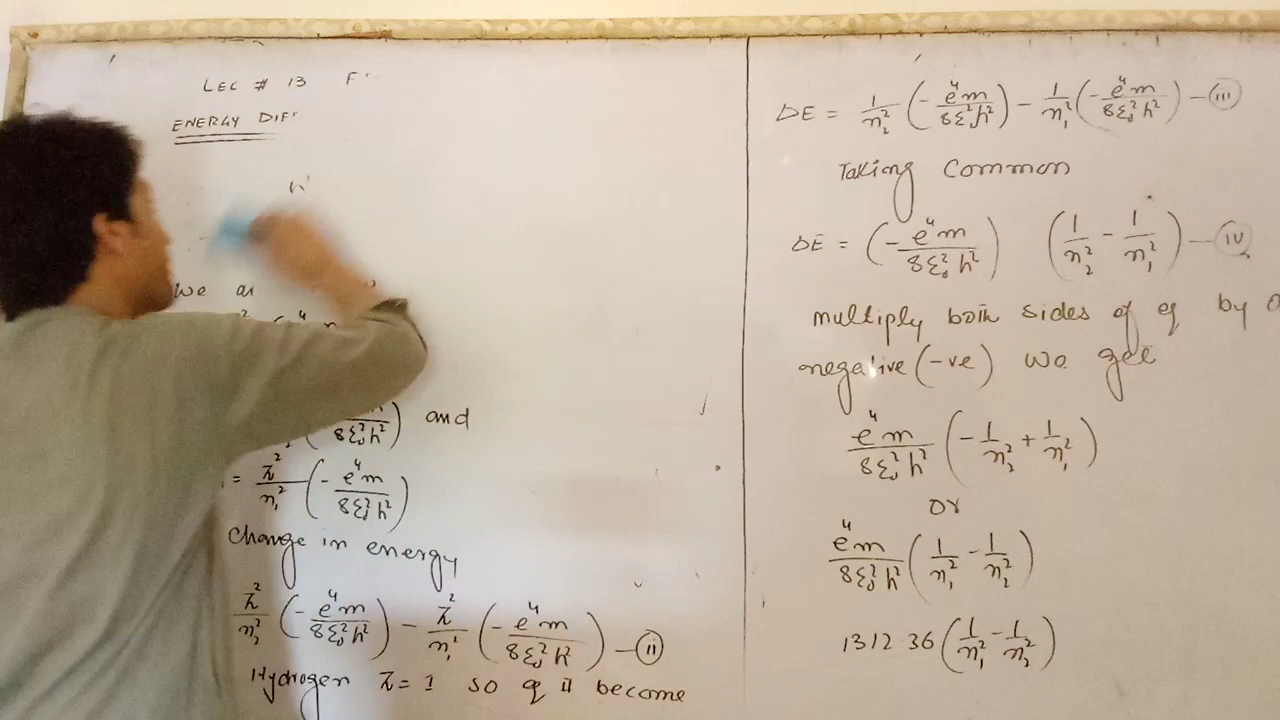 LEC # 13 F
ENERGY DIF
We ar
(e⁴m / 8ε₀²h²) and
= Z²/n₁² (- e⁴m / 8ε₀²h²)
Change in energy
Z²/n₂² (- e⁴m / 8ε₀²h²) - Z²/n₁² (- e⁴m / 8ε₀²h²) — (ii)
Hydrogen Z = 1 so eq ii become
ΔE = 1/n₂² (- e⁴m / 8ε₀²h²) - 1/n₁² (- e⁴m / 8ε₀²h²) — (iii)
Taking Common
ΔE = (- e⁴m / 8ε₀²h²) (1/n₂² - 1/n₁²) — (iv)
multiply both sides of eq by a
negative (-ve) we get
e⁴m / 8ε₀²h² (- 1/n₂² + 1/n₁²)
or
e⁴m / 8ε₀²h² (1/n₁² - 1/n₂²)
1312.36 (1/n₁² - 1/n₂²)